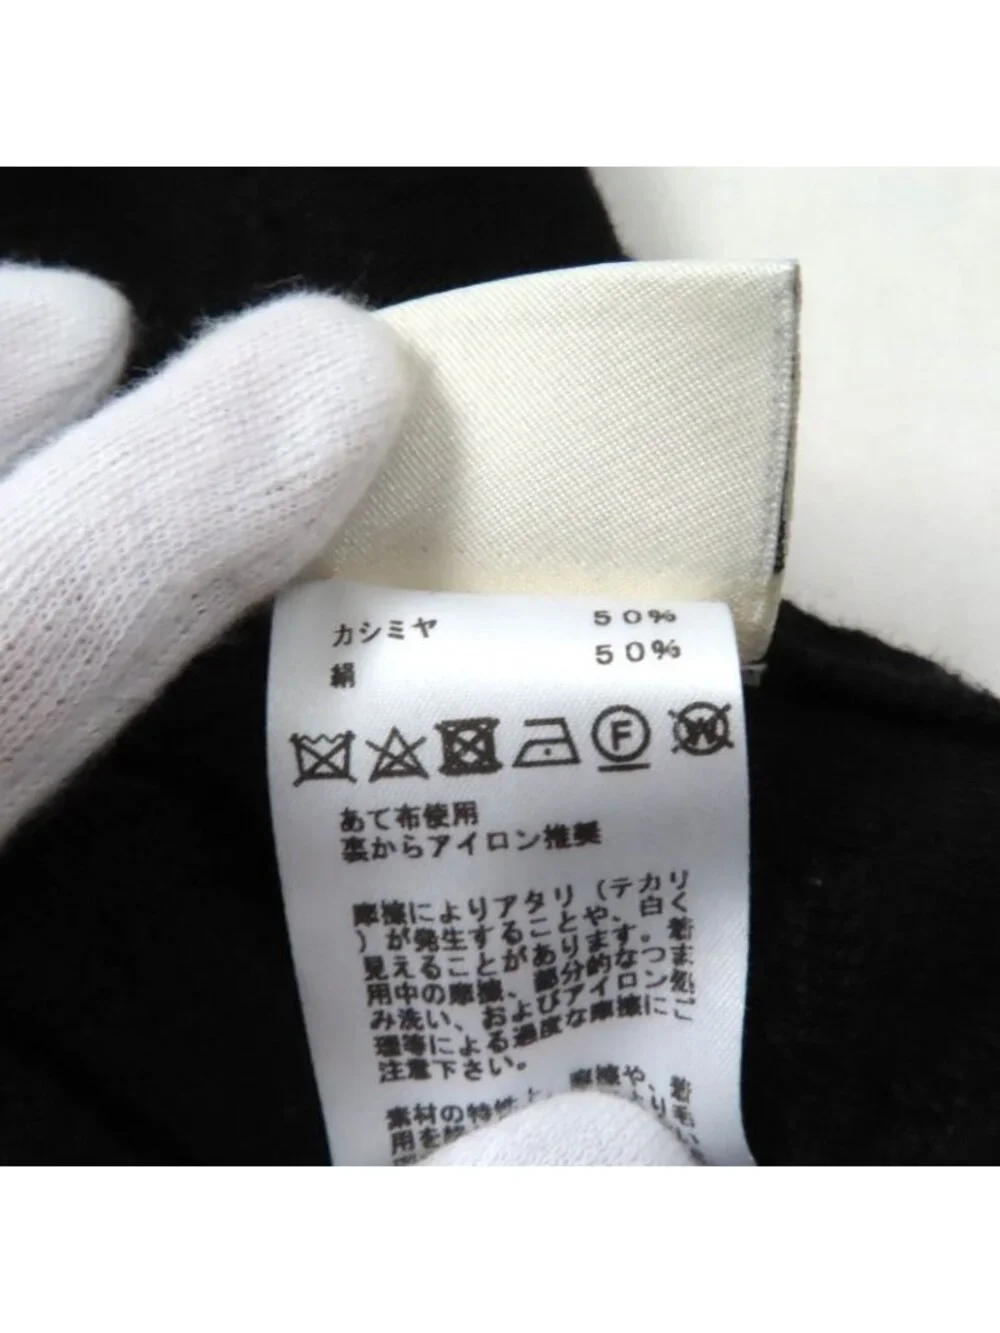 カシミヤ 50%
絹 50%
F W
あて布使用
裏からアイロン推奨
摩擦によりアタリ（テカリ
）が発生することや、白く
見えることがあります。着
用中の摩擦、部分的なつま
み洗い、およびアイロン処
理等による過度な摩擦にご
注意下さい。
素材の特性上、摩擦や、着
用を